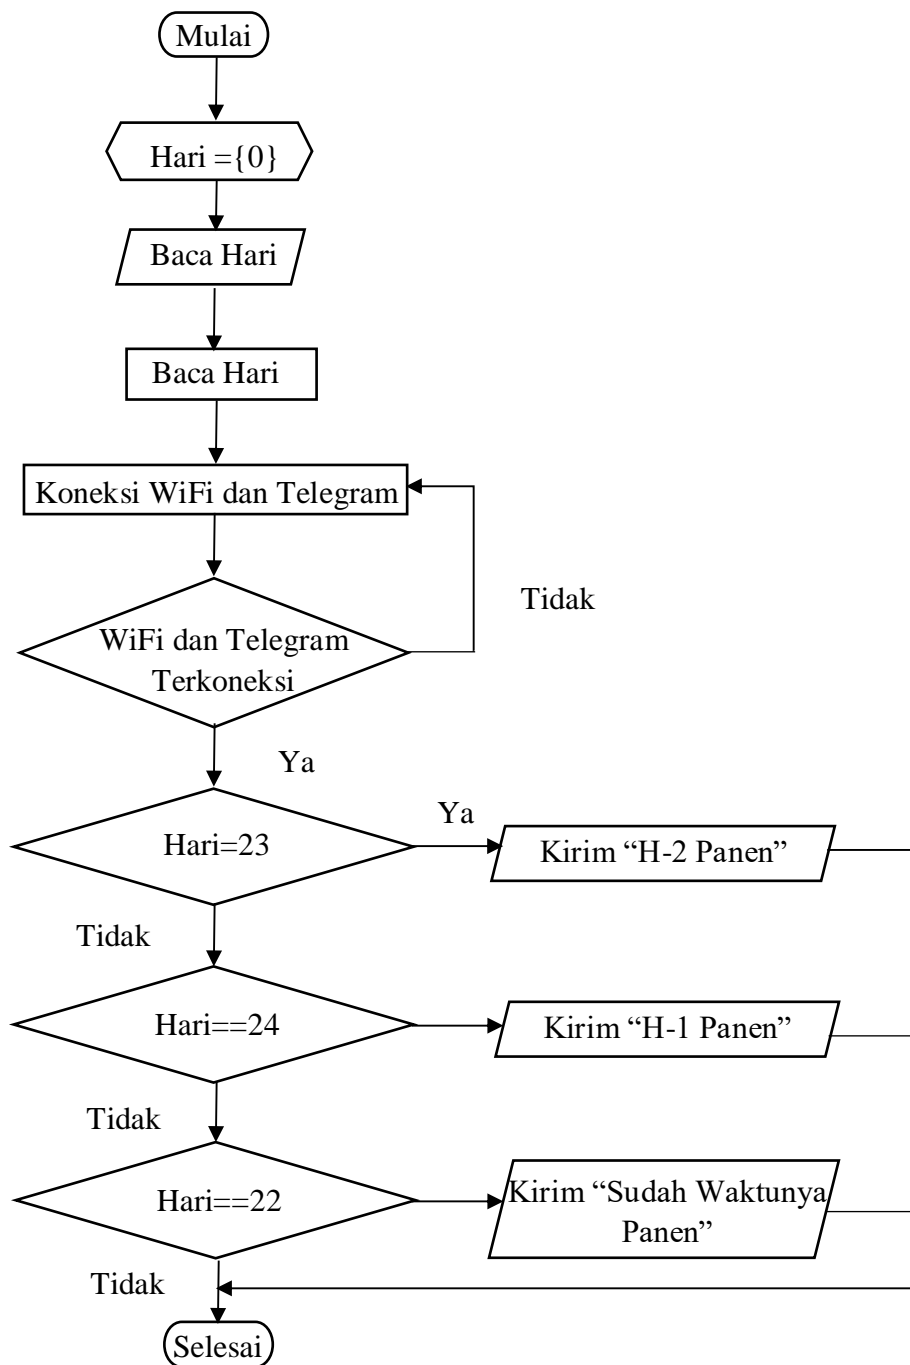 Mulai
Hari ={0}
Baca Hari
Baca Hari
Koneksi WiFi dan Telegram
Tidak
WiFi dan Telegram
Terkoneksi
Ya
Ya
Hari=23
Kirim “H-2 Panen”
Tidak
Hari==24
Kirim “H-1 Panen”
Tidak
Hari==22
Kirim “Sudah Waktunya
Panen”
Tidak
Selesai